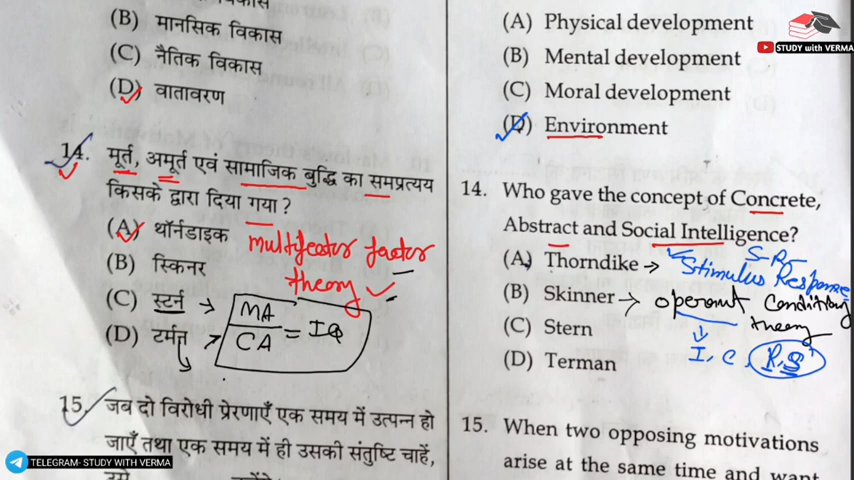 (B) मानसिक विकास
(C) नैतिक विकास
(D) वातावरण
14. मूर्त, अमूर्त एवं सामाजिक बुद्धि का समप्रत्यय
किसके द्वारा दिया गया ?
(A) थॉर्नडाइक
multifector factor
theory
(B) स्किनर
(C) स्टर्न
(D) टर्मन
MA
CA
= IQ
15. जब दो विरोधी प्रेरणाएँ एक समय में उत्पन्न हो
जाएँ तथा एक समय में ही उसकी संतुष्टि चाहें,
(A) Physical development
(B) Mental development
(C) Moral development
(D) Environment
14. Who gave the concept of Concrete,
Abstract and Social Intelligence?
(A) Thorndike
S-R
Stimulus Response
(B) Skinner
operent
theory
(C) Stern
I, C, R,S
(D) Terman
15. When two opposing motivations
arise at the same time and want
STUDY with VERMA
TELEGRAM- STUDY WITH VERMA